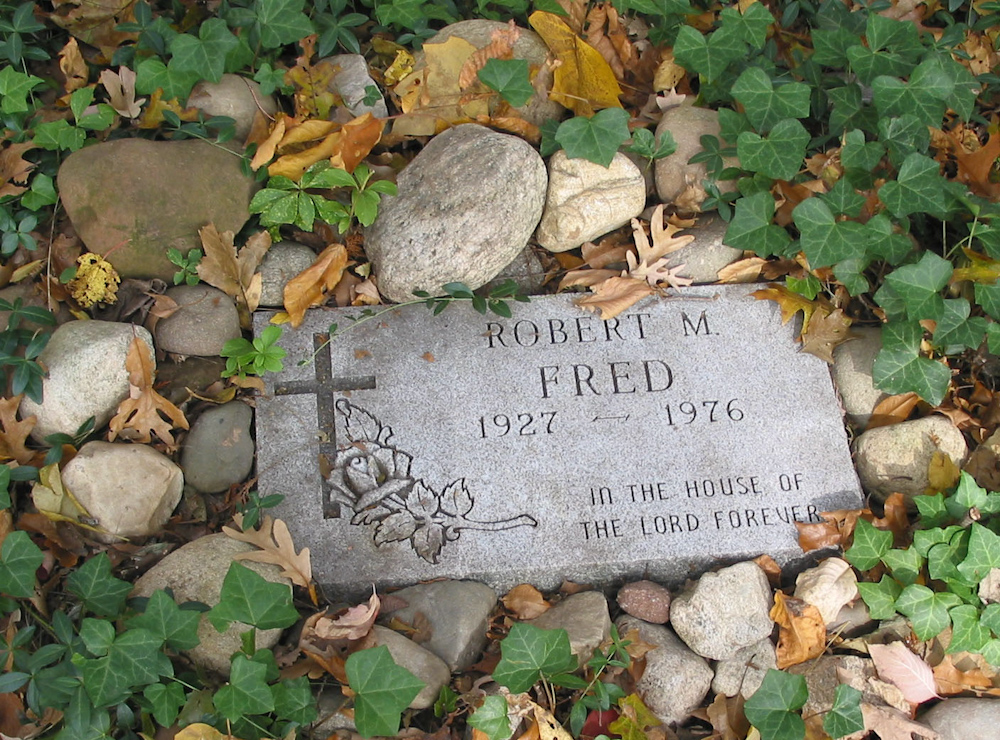 ROBERT M.
FRED
1927 – 1976
IN THE HOUSE OF
THE LORD FOREVER.